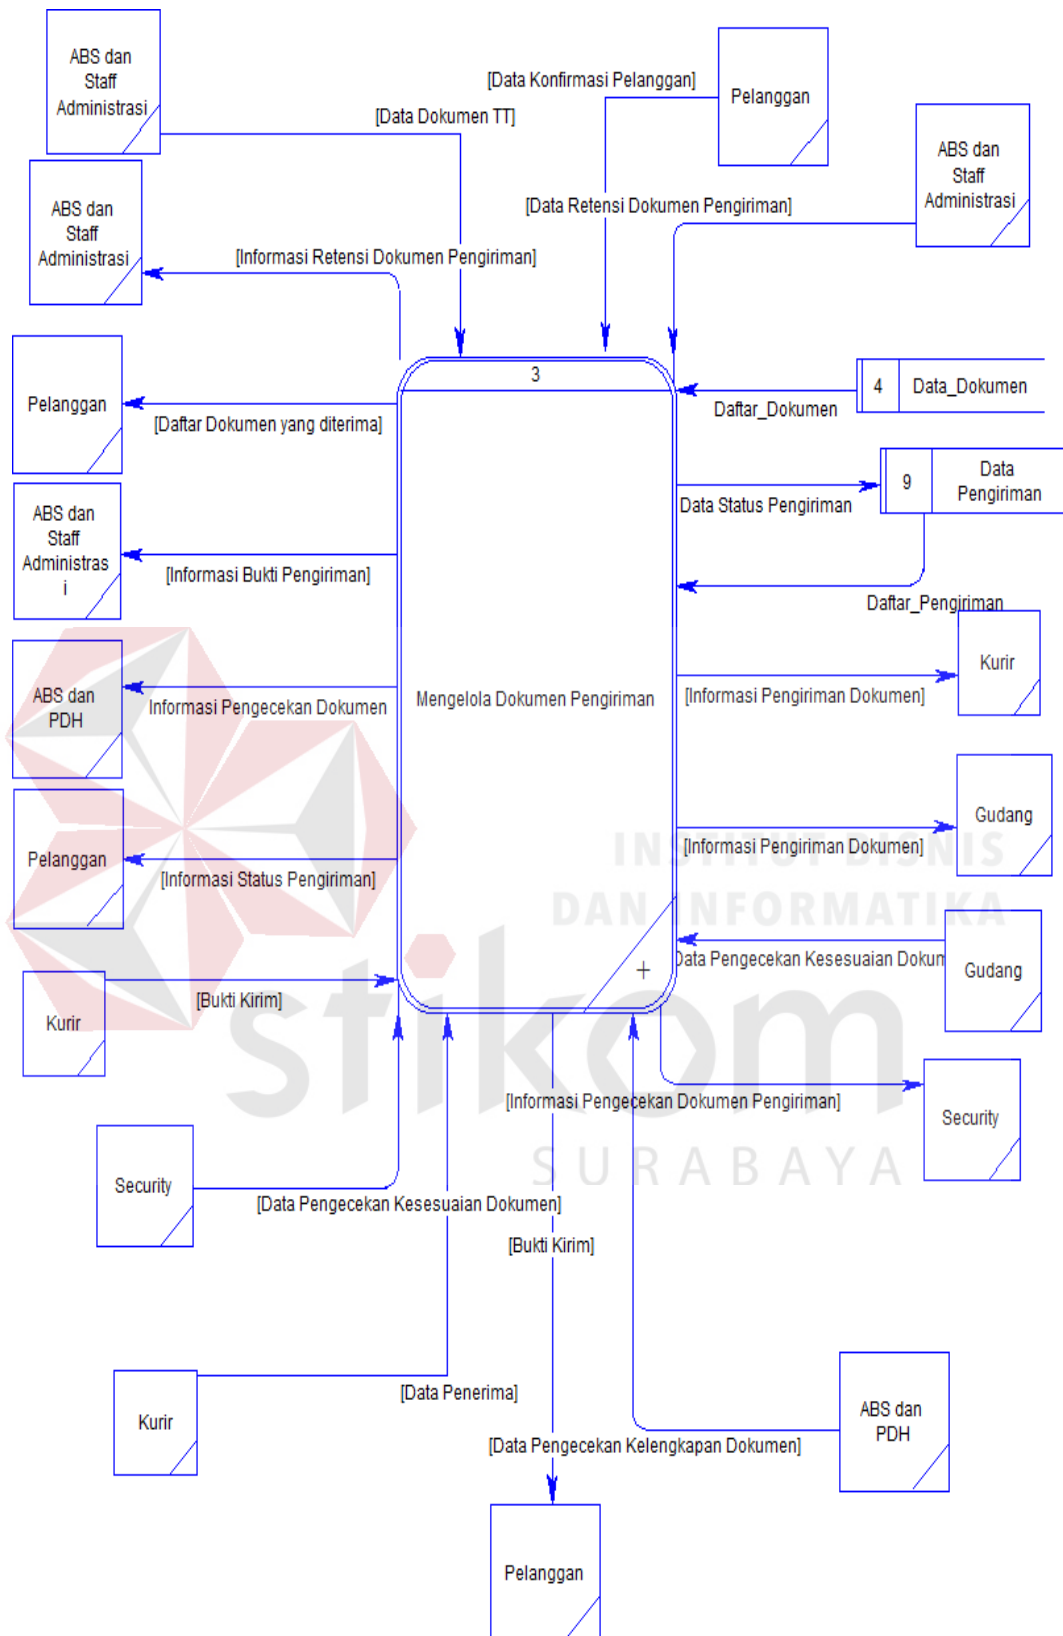 ABS dan
Staff
Administrasi
[Data Dokumen TT]
[Data Konfirmasi Pelanggan]
Pelanggan
ABS dan
Staff
Administrasi
[Data Retensi Dokumen Pengiriman]
ABS dan
Staff
Administrasi
[Informasi Retensi Dokumen Pengiriman]
3
Mengelola Dokumen Pengiriman
+
Pelanggan
[Daftar Dokumen yang diterima]
4
Data_Dokumen
Daftar_Dokumen
9
Data
Pengiriman
Data Status Pengiriman
Daftar_Pengiriman
ABS dan
Staff
Administras
i
[Informasi Bukti Pengiriman]
Kurir
[Informasi Pengiriman Dokumen]
ABS dan
PDH
Informasi Pengecekan Dokumen
Gudang
[Informasi Pengiriman Dokumen]
Pelanggan
[Informasi Status Pengiriman]
INSTITUT BISNIS
DAN INFORMATIKA
stikom
SURABAYA
Data Pengecekan Kesesuaian Dokum
Gudang
Kurir
[Bukti Kirim]
[Informasi Pengecekan Dokumen Pengiriman]
Security
Security
[Data Pengecekan Kesesuaian Dokumen]
[Bukti Kirim]
Kurir
[Data Penerima]
ABS dan
PDH
[Data Pengecekan Kelengkapan Dokumen]
Pelanggan